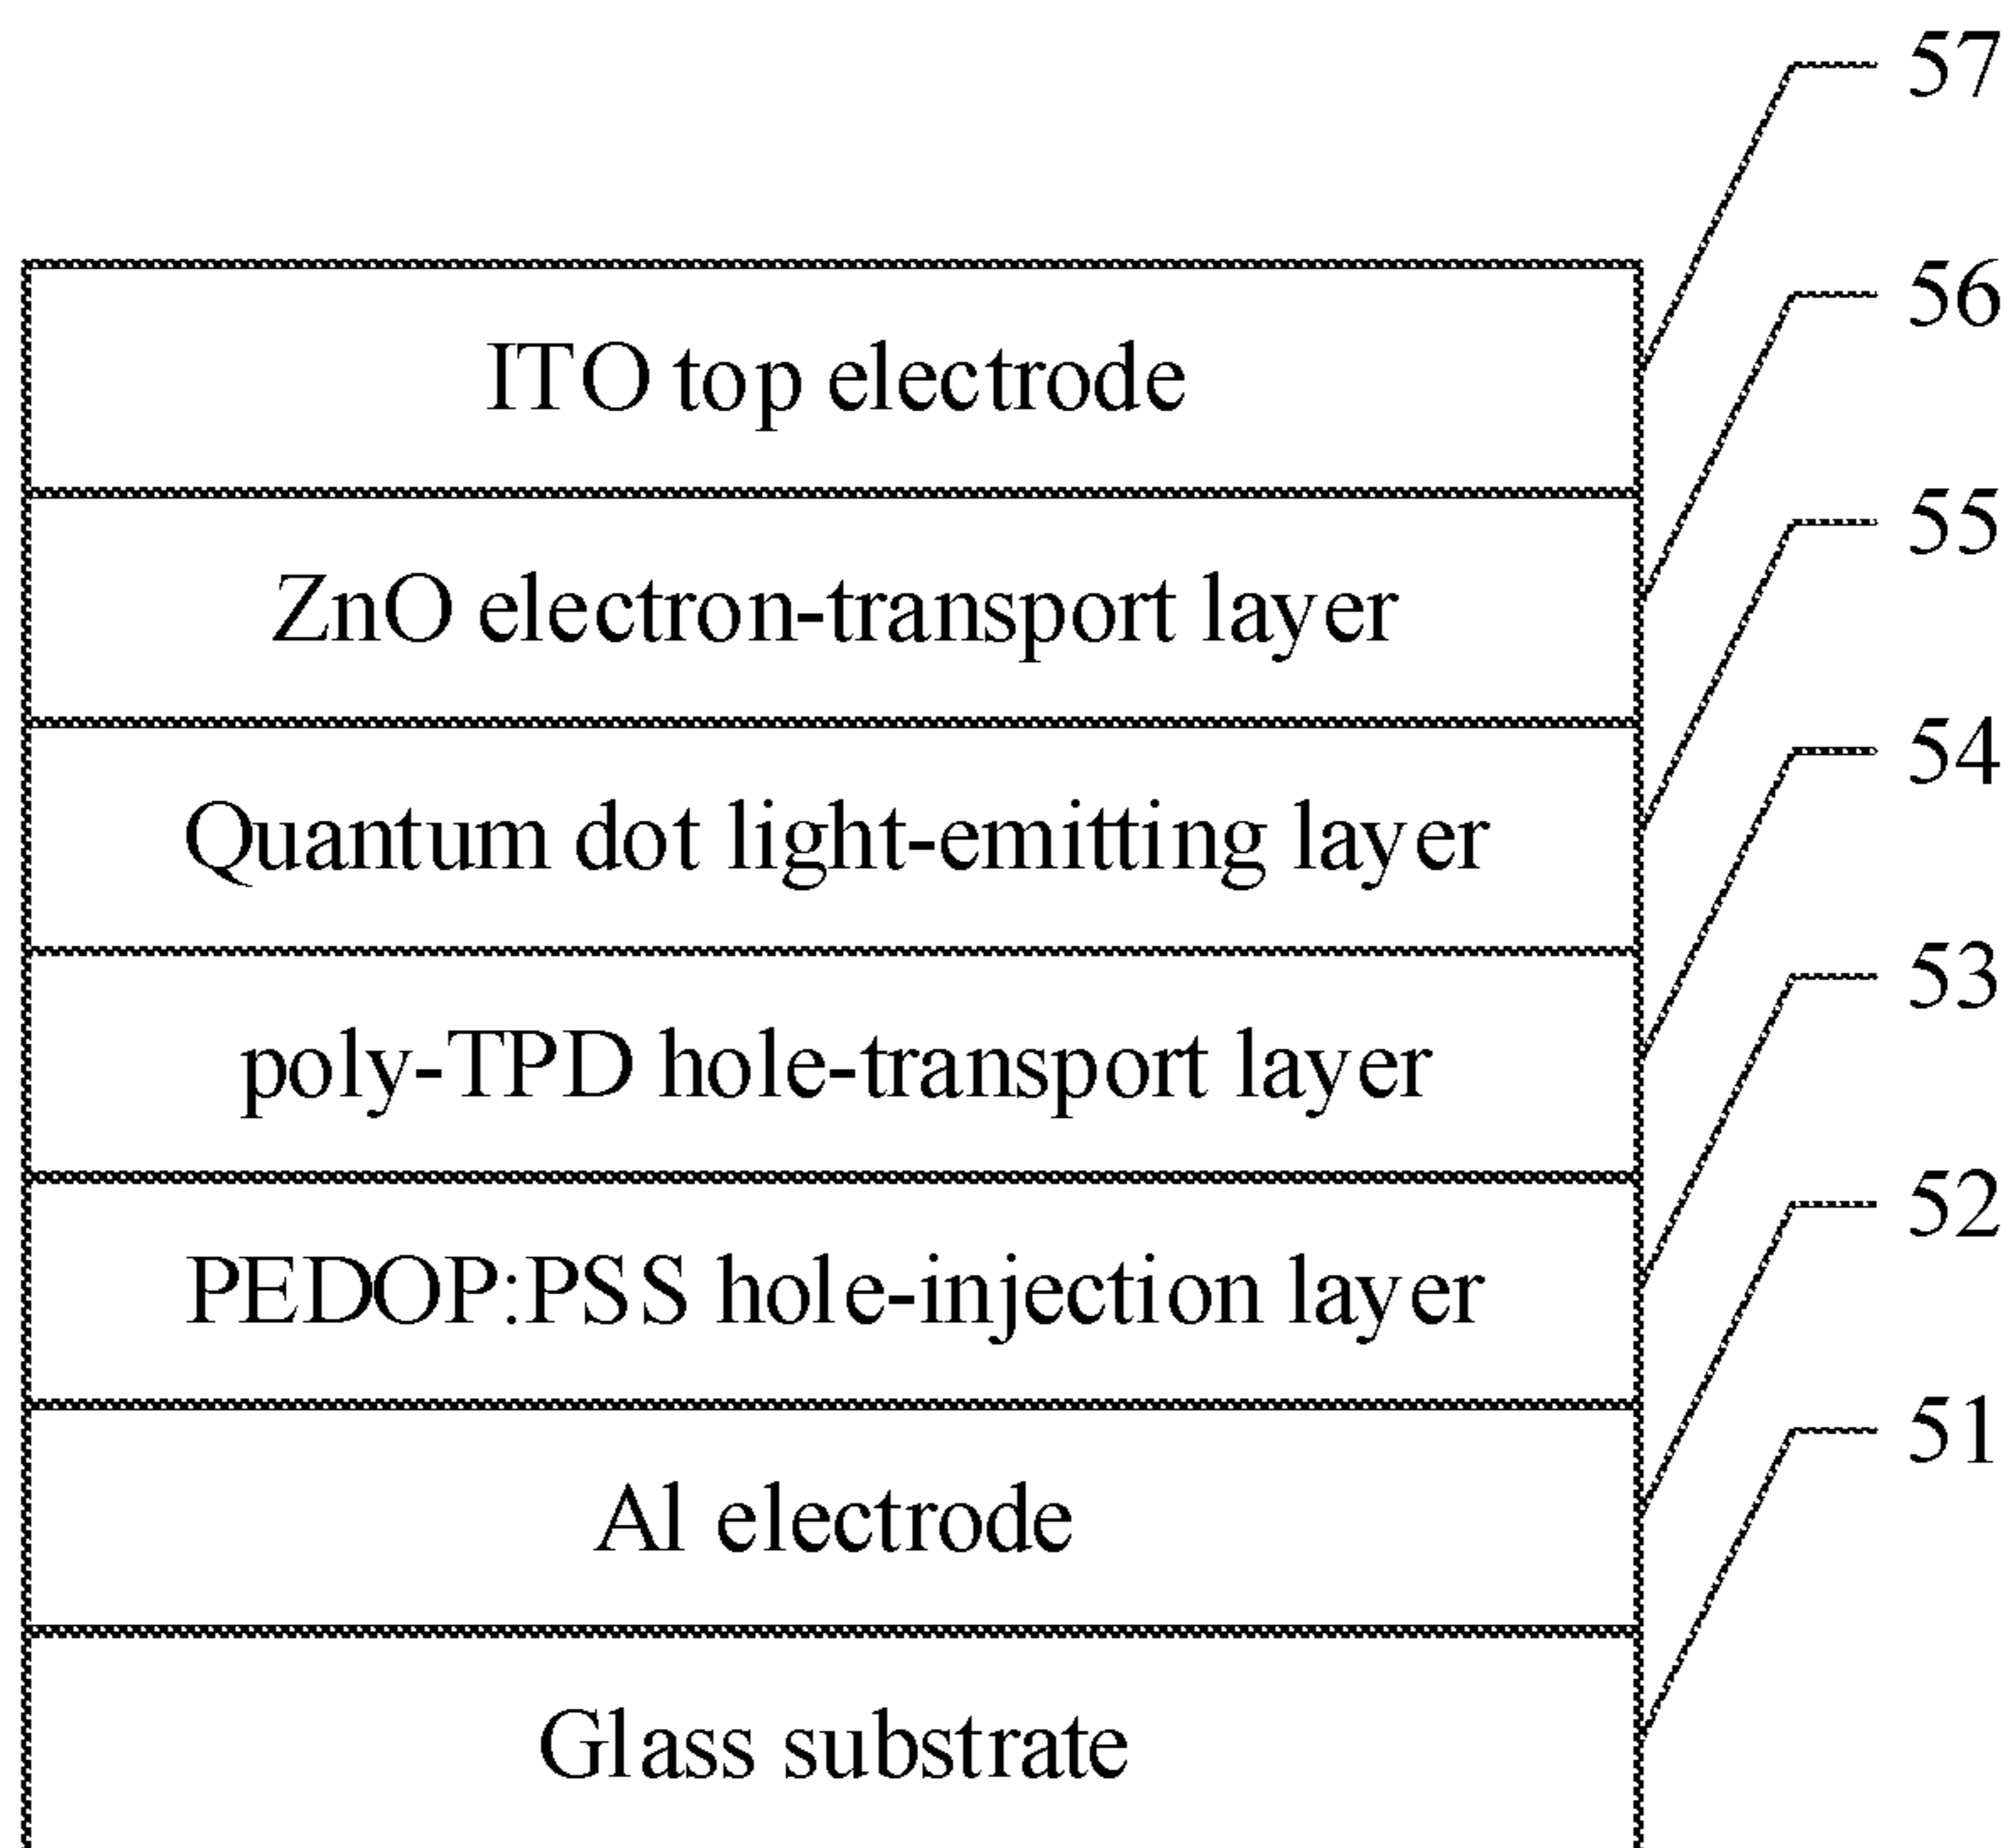 57
ITO top electrode
56
ZnO electron-transport layer
55
Quantum dot light-emitting layer
54
poly-TPD hole-transport layer
53
PEDOP:PSS hole-injection layer
52
Al electrode
51
Glass substrate